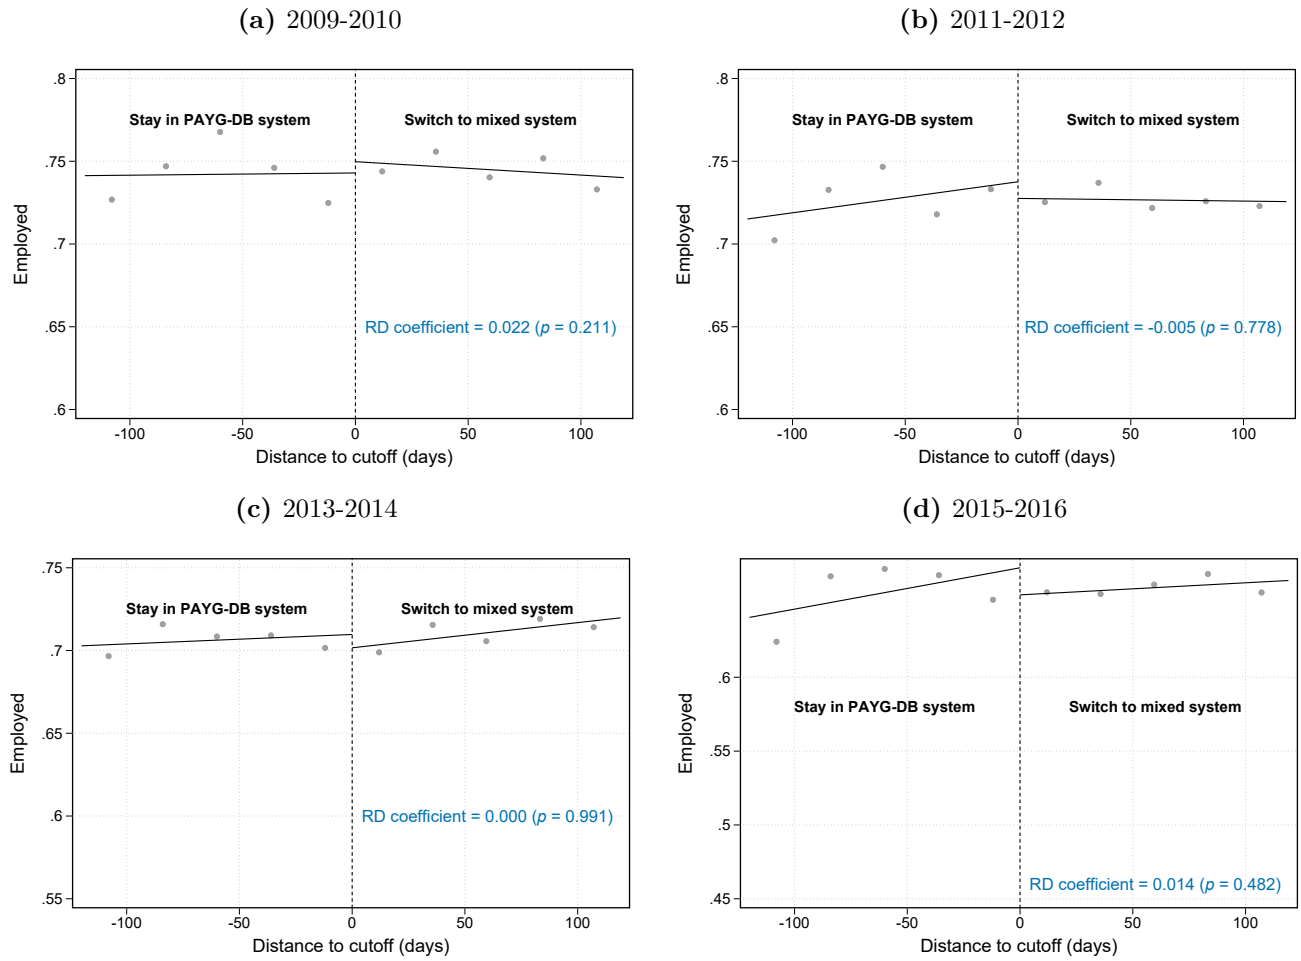 (a) 2009-2010
.8
.75
.7
.65
.6
Employed
Stay in PAYG-DB system
Switch to mixed system
RD coefficient = 0.022 (p = 0.211)
-100
-50
0
50
100
Distance to cutoff (days)
(b) 2011-2012
.8
.75
.7
.65
.6
Employed
Stay in PAYG-DB system
Switch to mixed system
RD coefficient = -0.005 (p = 0.778)
-100
-50
0
50
100
Distance to cutoff (days)
(c) 2013-2014
.75
.7
.65
.6
.55
Employed
Stay in PAYG-DB system
Switch to mixed system
RD coefficient = 0.000 (p = 0.991)
-100
-50
0
50
100
Distance to cutoff (days)
(d) 2015-2016
.6
.55
.5
.45
Employed
Stay in PAYG-DB system
Switch to mixed system
RD coefficient = 0.014 (p = 0.482)
-100
-50
0
50
100
Distance to cutoff (days)